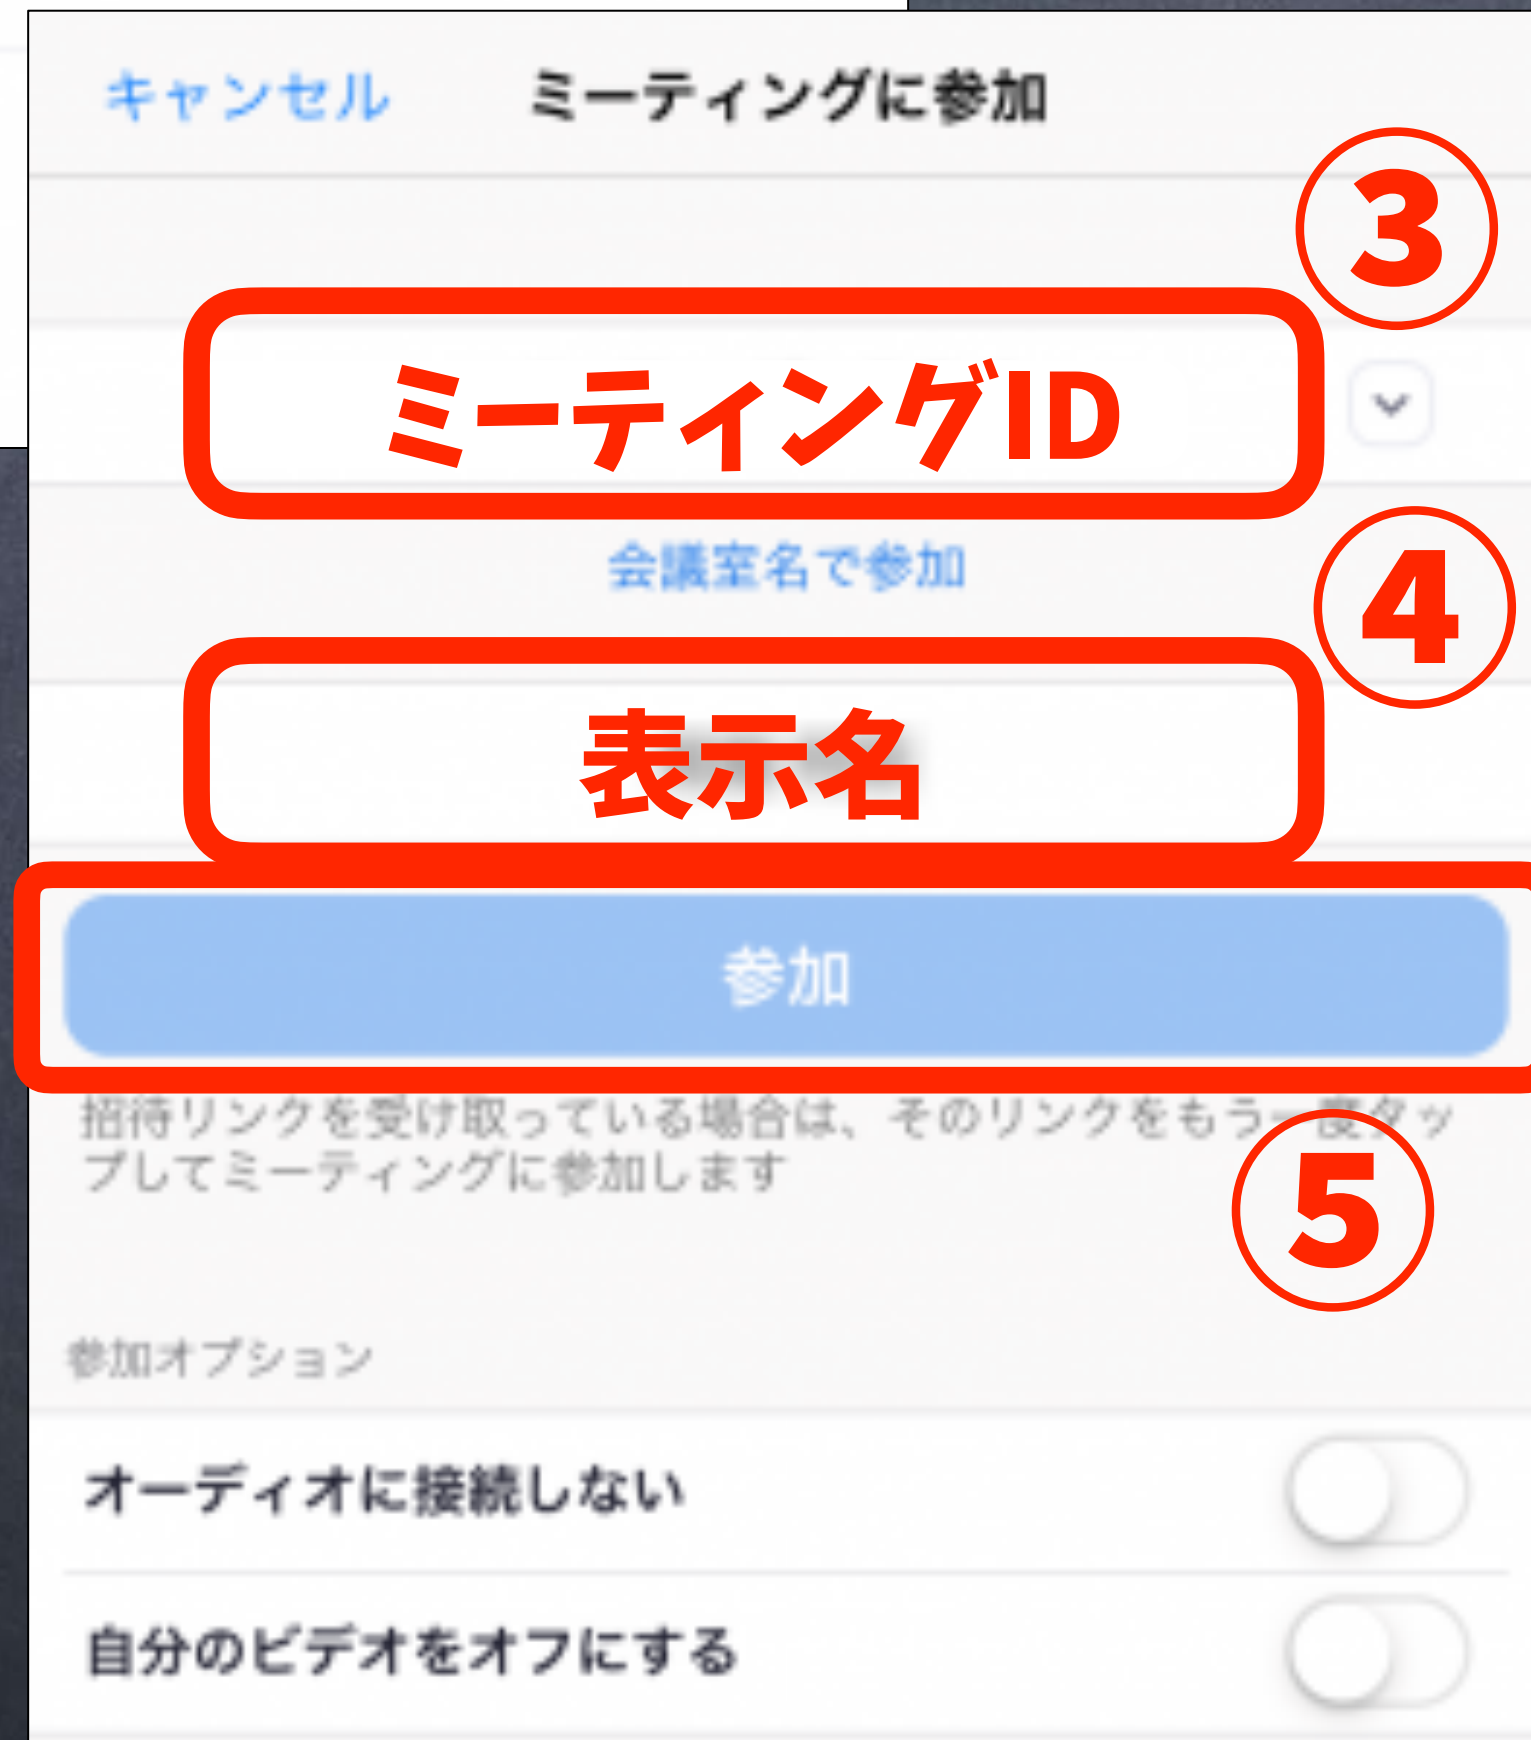 キャンセル ミーティングに参加
③
ミーティングID
会議室名で参加
④
表示名
参加
招待リンクを受け取っている場合は、そのリンクをもう一度タッ
プしてミーティングに参加します
⑤
参加オプション
オーディオに接続しない
自分のビデオをオフにする